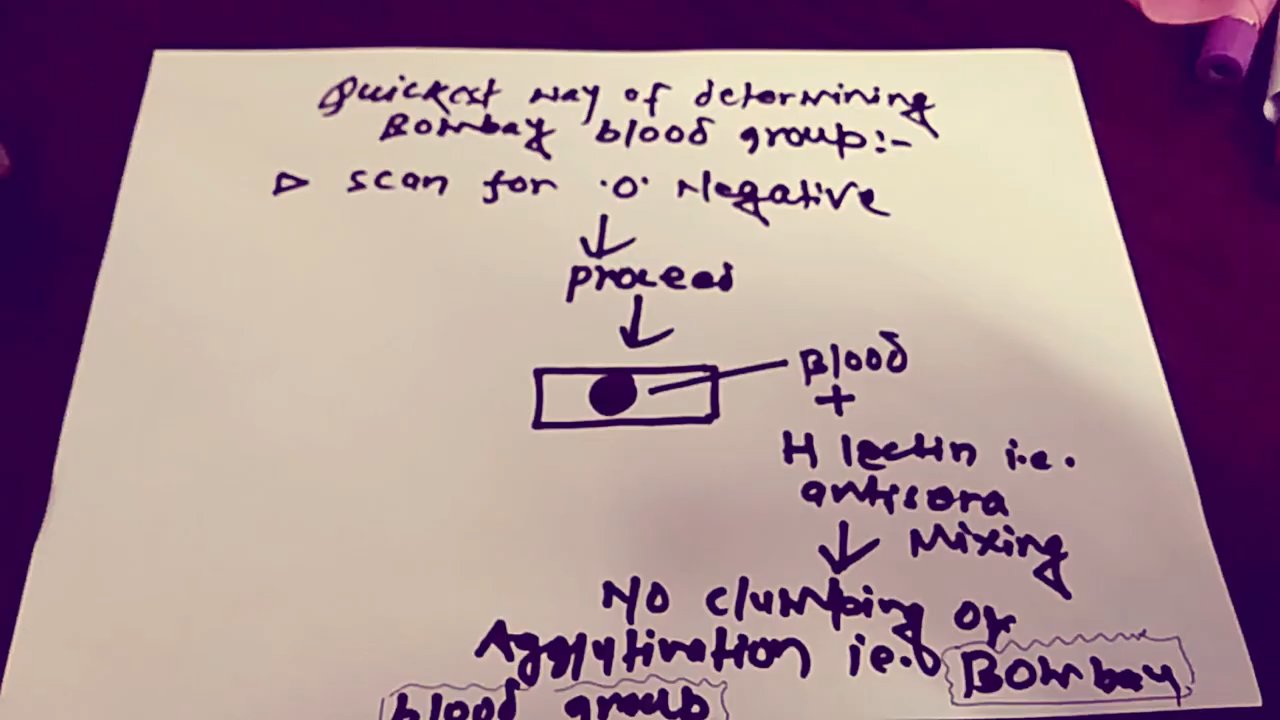 Quickest way of determining
Bombay blood group:-
▷ scan for 'O' Negative
↓
proceed
↓
Blood
+
H lectin i.e.
antisera
↓ Mixing
No clumping or
Agglutination i.e. Bombay
blood group